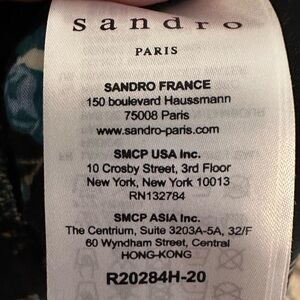 sandro
PARIS
SANDRO FRANCE
150 boulevard Haussmann
75008 Paris
www.sandro-paris.com
SMCP USA Inc.
10 Crosby Street, 3rd Floor
New York, New York 10013
RN132784
SMCP ASIA Inc.
The Centrium, Suite 3203A-5A, 32/F
60 Wyndham Street, Central
HONG-KONG
R20284H-20